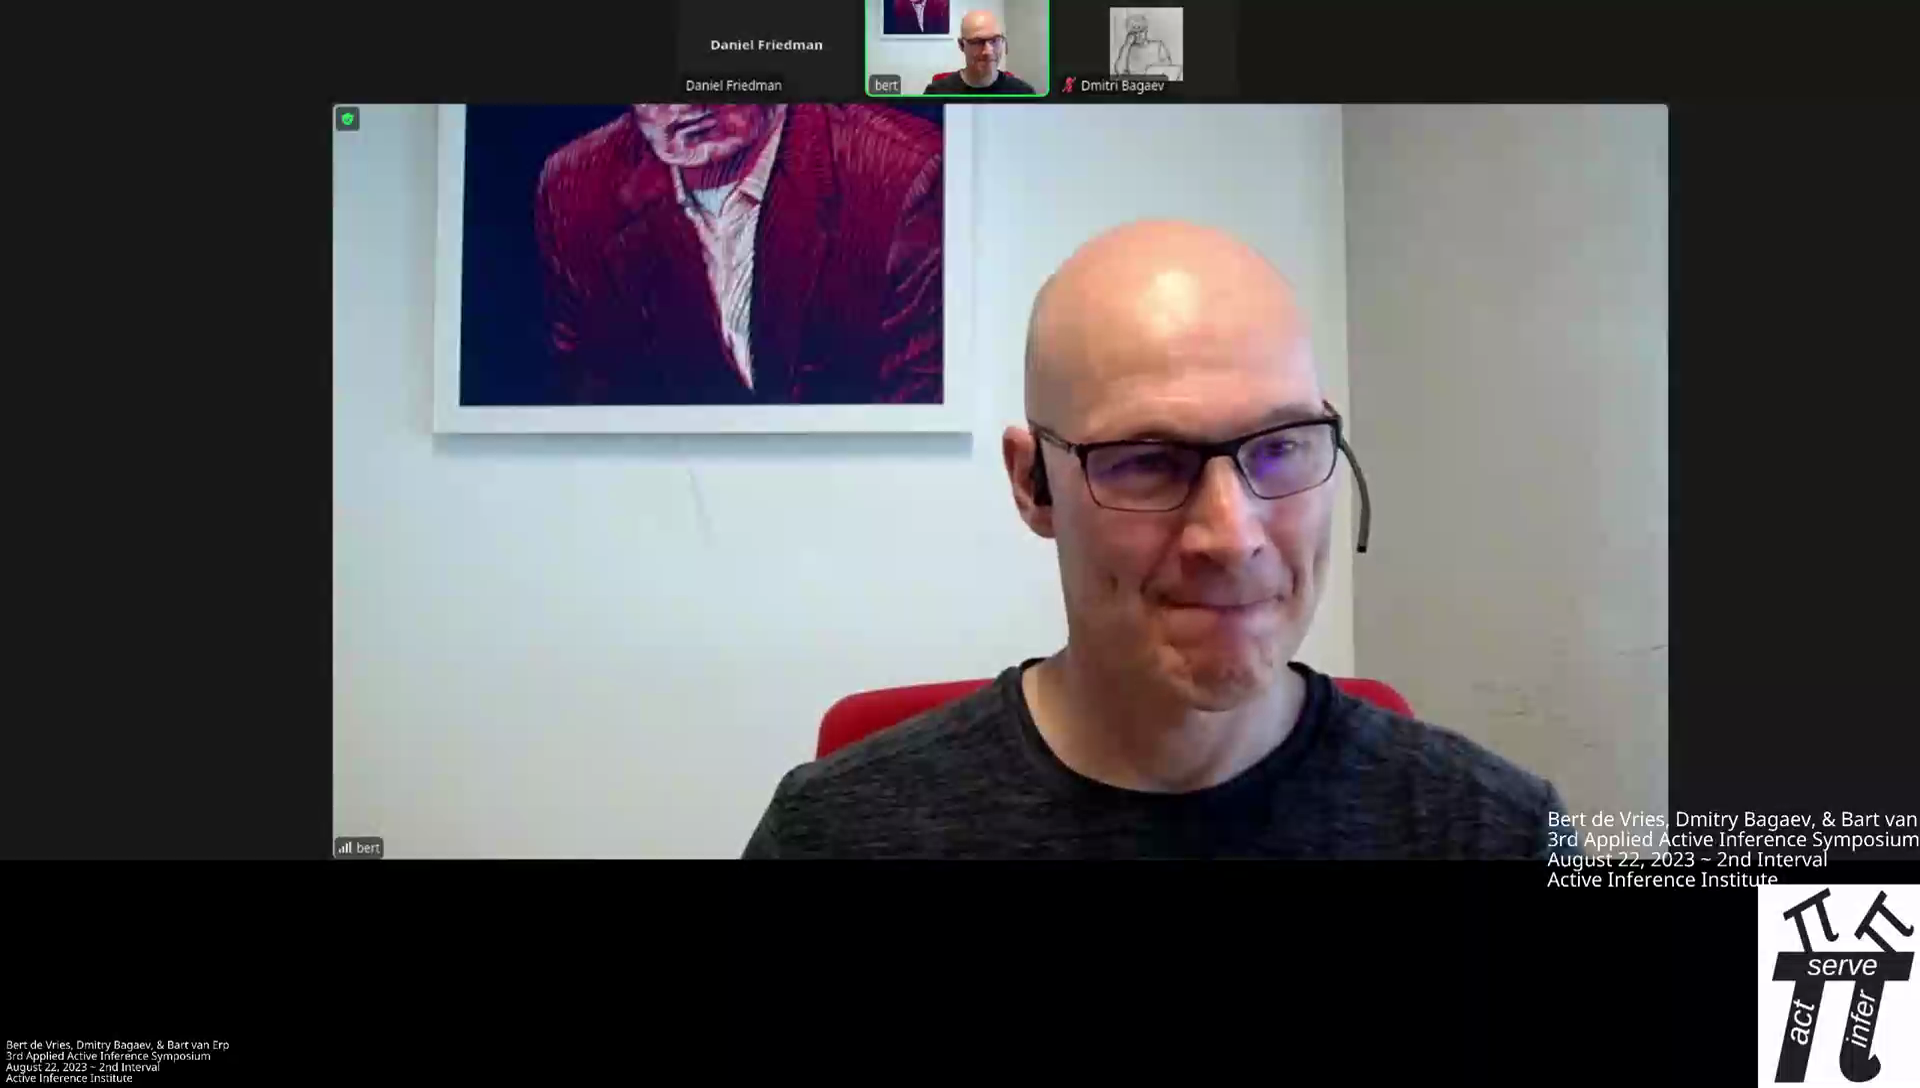 Daniel Friedman
Daniel Friedman
bert
Dmitri Bagaev
bert
Bert de Vries, Dmitry Bagaev, & Bart van
3rd Applied Active Inference Symposium
August 22, 2023 ~ 2nd Interval
Active Inference Institute
serve
act
infer
Bert de Vries, Dmitry Bagaev, & Bart van Erp
3rd Applied Active Inference Symposium
August 22, 2023 ~ 2nd Interval
Active Inference Institute